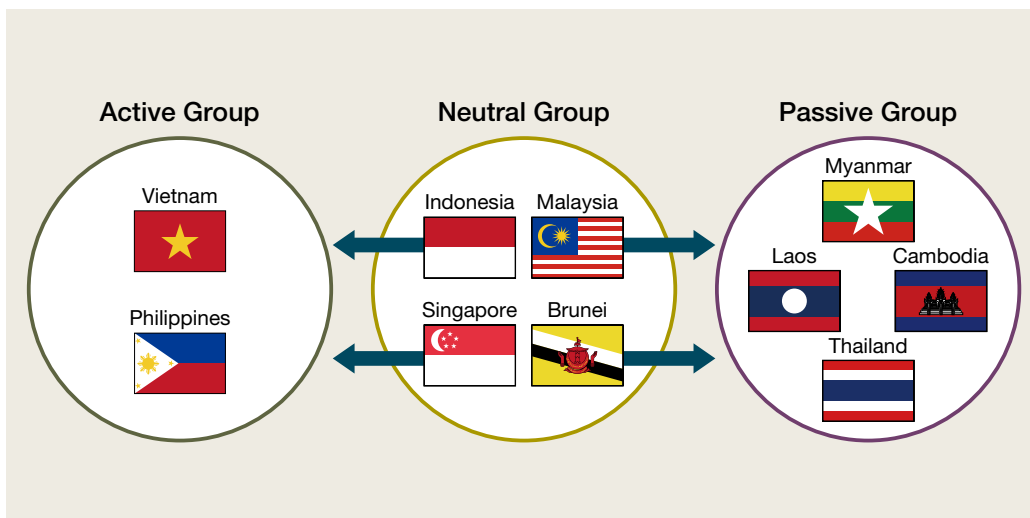 Active Group
Vietnam
Philippines
Neutral Group
Indonesia
Malaysia
Singapore
Brunei
Passive Group
Myanmar
Laos
Cambodia
Thailand